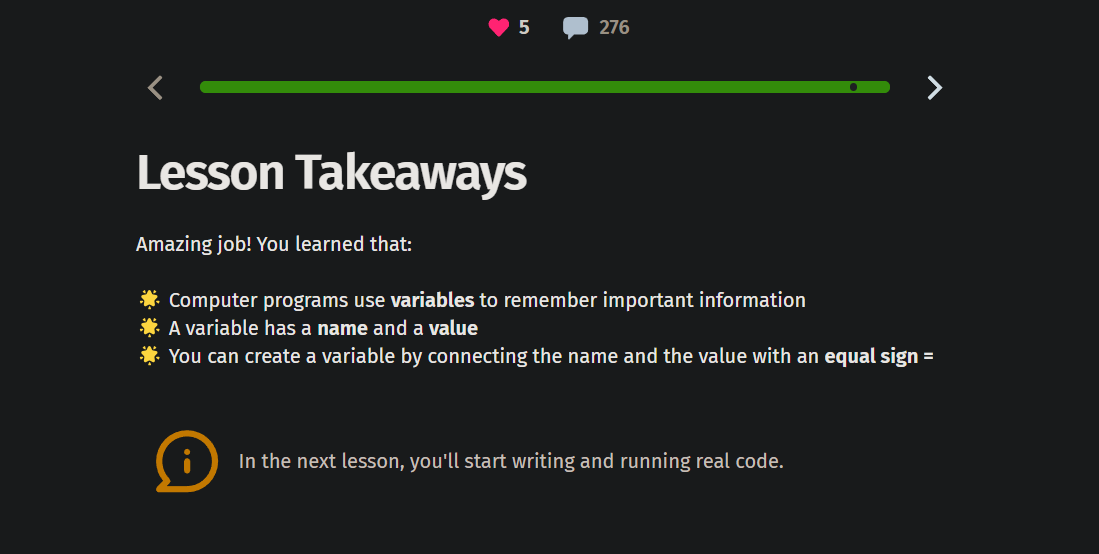 5 276
Lesson Takeaways
Amazing job! You learned that:
🌟 Computer programs use variables to remember important information
🌟 A variable has a name and a value
🌟 You can create a variable by connecting the name and the value with an equal sign =
In the next lesson, you'll start writing and running real code.